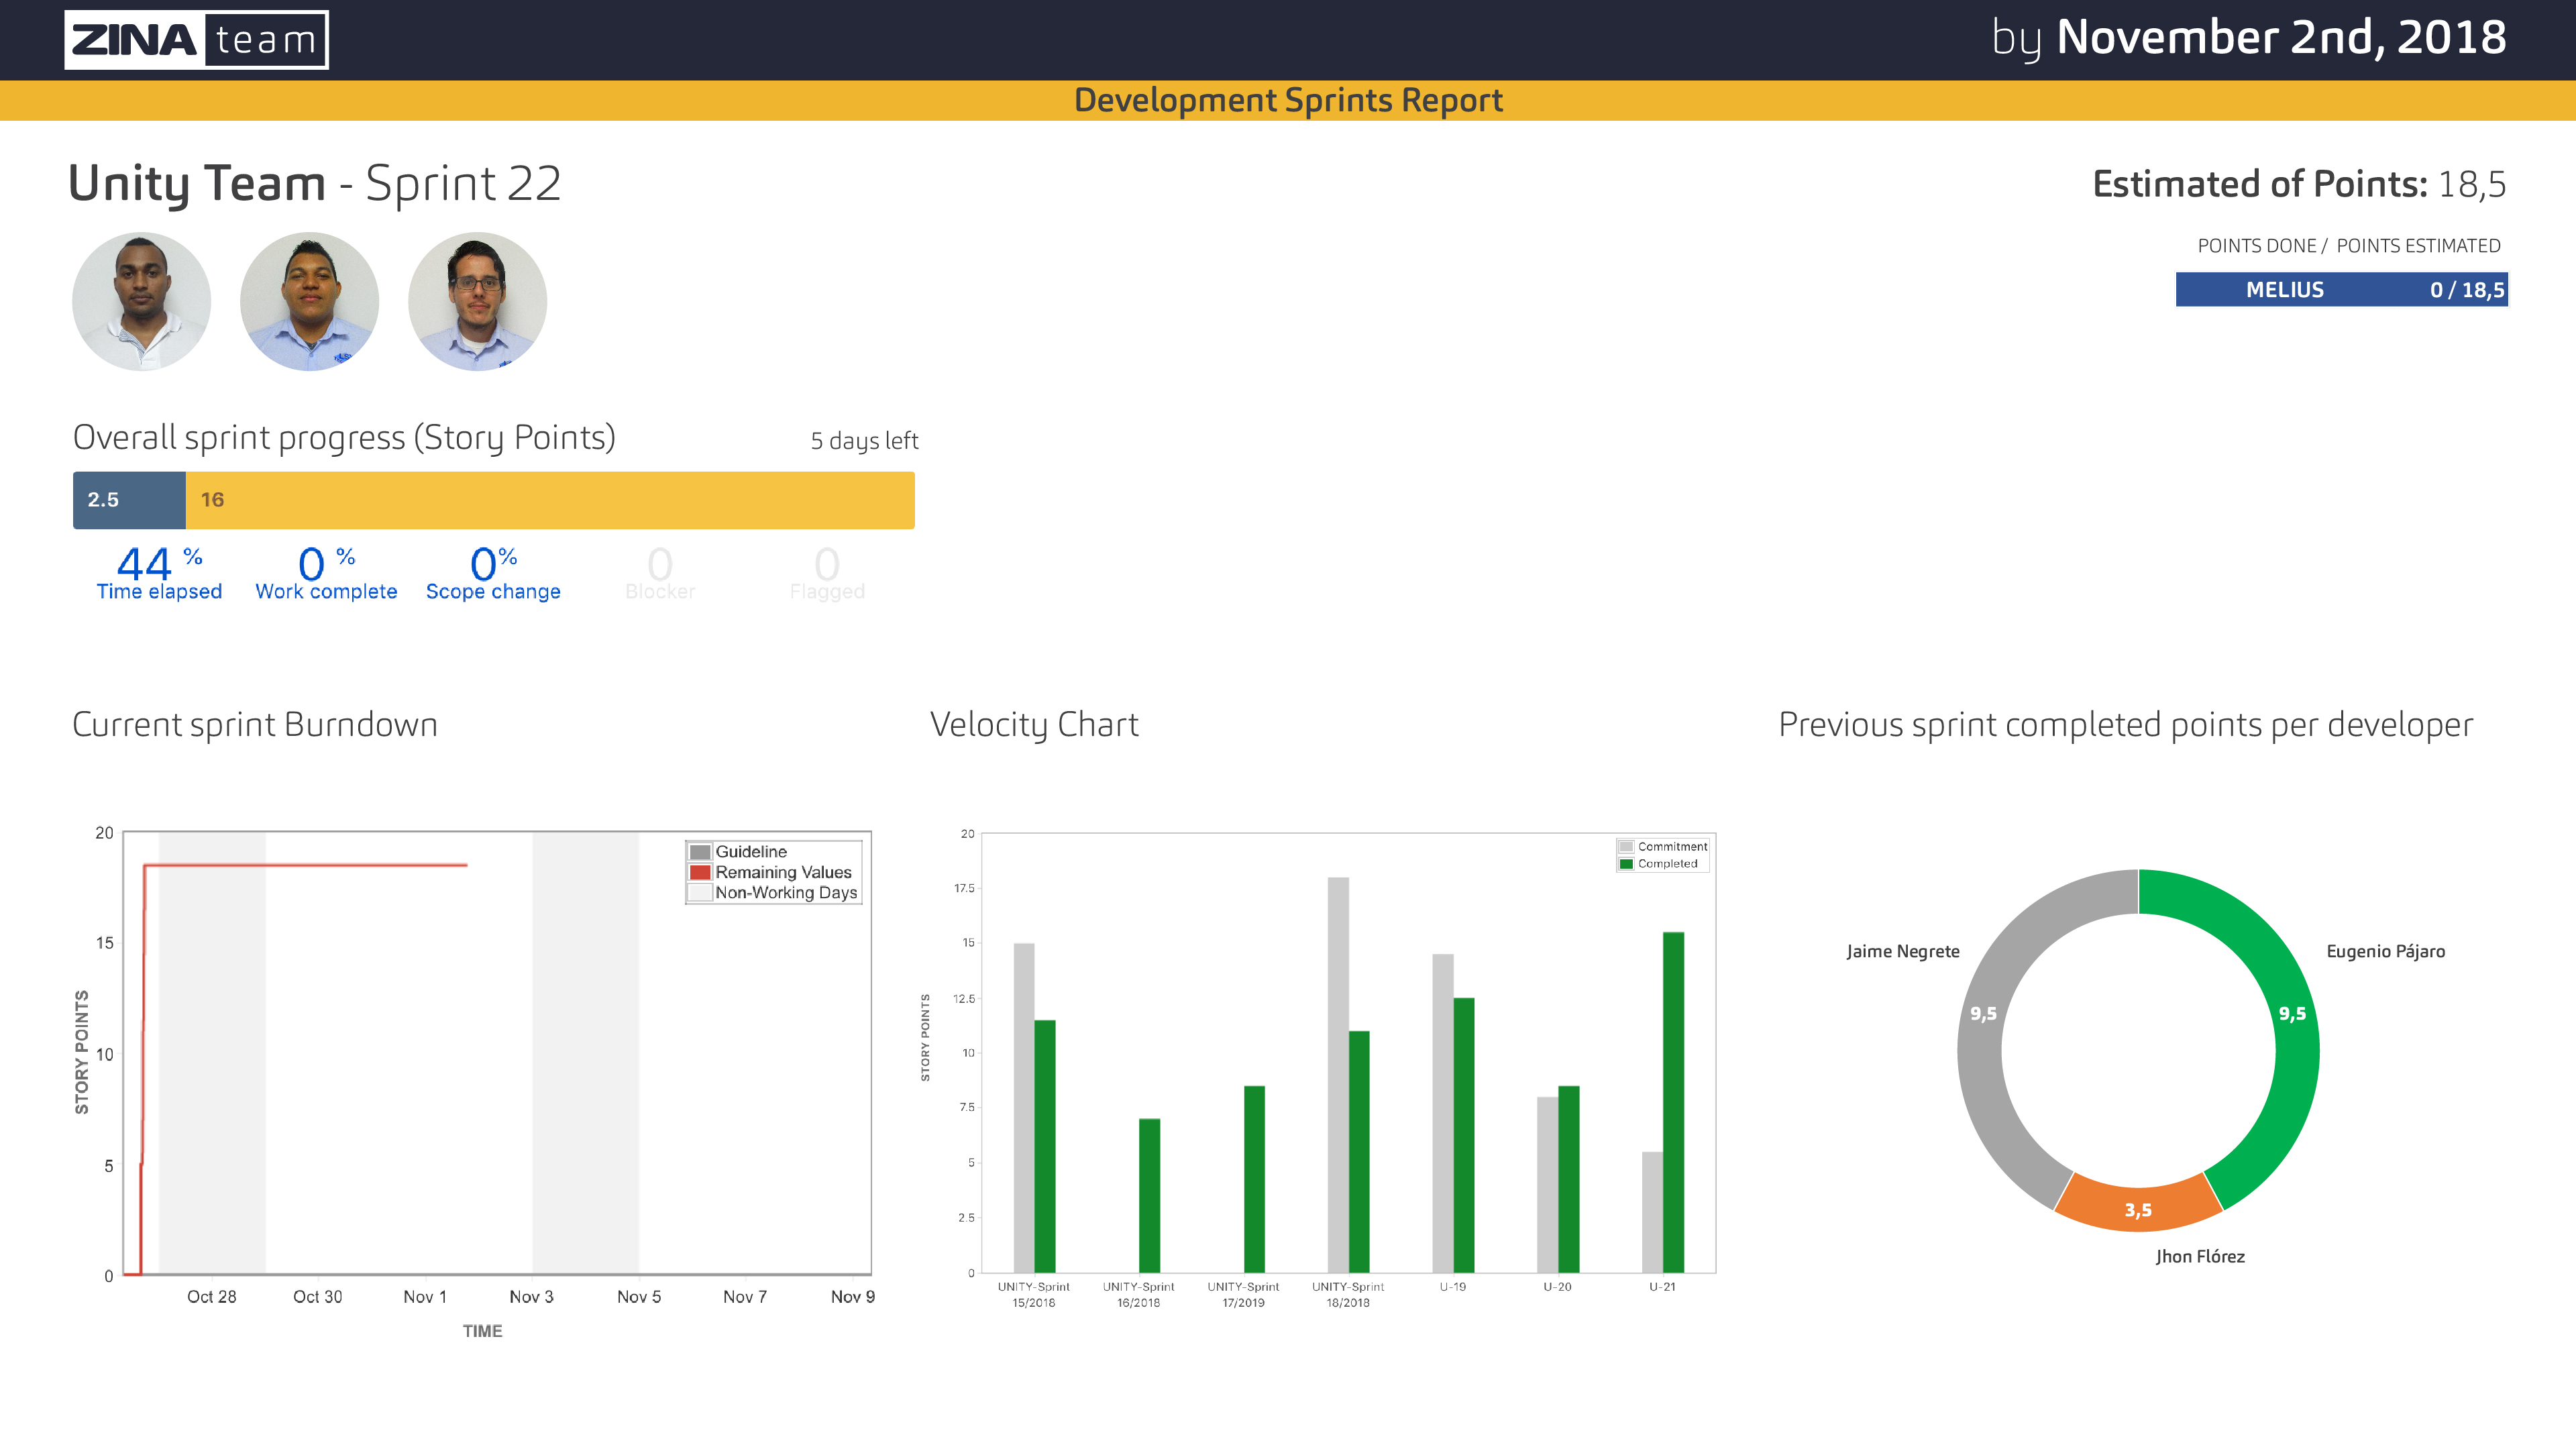 ZINA team
by November 2nd, 2018
Development Sprints Report
Unity Team - Sprint 22
Estimated of Points: 18,5
POINTS DONE / POINTS ESTIMATED
MELIUS 0 / 18,5
Overall sprint progress (Story Points)
5 days left
2.5 16
44 % 0 % 0% 0 0
Time elapsed Work complete Scope change Blocker Flagged
Current sprint Burndown
20
15
10
5
0
STORY POINTS
Guideline
Remaining Values
Non-Working Days
Oct 28 Oct 30 Nov 1 Nov 3 Nov 5 Nov 7 Nov 9
TIME
Velocity Chart
20
17.5
15
12.5
10
7.5
5
2.5
0
STORY POINTS
Commitment
Completed
UNITY-Sprint UNITY-Sprint UNITY-Sprint UNITY-Sprint U-19 U-20 U-21
15/2018 16/2018 17/2019 18/2018
Previous sprint completed points per developer
Jaime Negrete
Eugenio Pájaro
9,5
9,5
3,5
Jhon Flórez